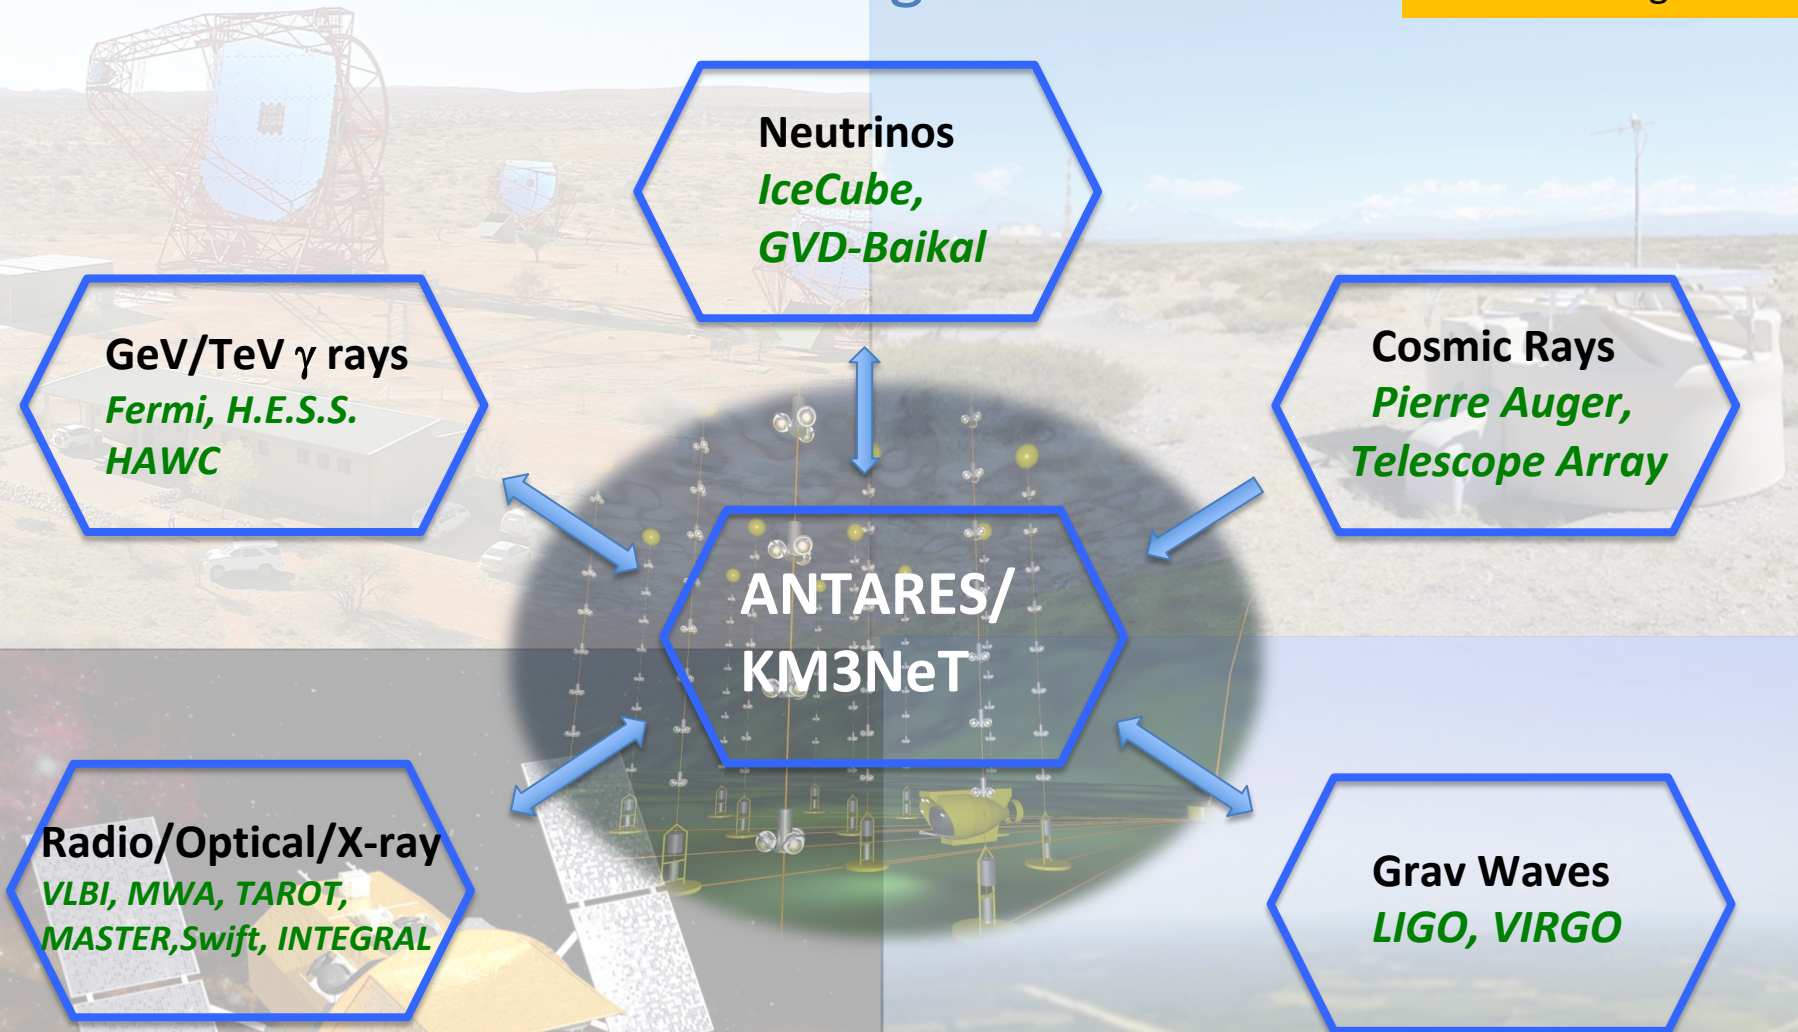 Neutrinos
IceCube,
GVD-Baikal
GeV/TeV γ rays
Fermi, H.E.S.S.
HAWC
Cosmic Rays
Pierre Auger,
Telescope Array
ANTARES/
KM3NeT
Radio/Optical/X-ray
VLBI, MWA, TAROT,
MASTER,Swift, INTEGRAL
Grav Waves
LIGO, VIRGO